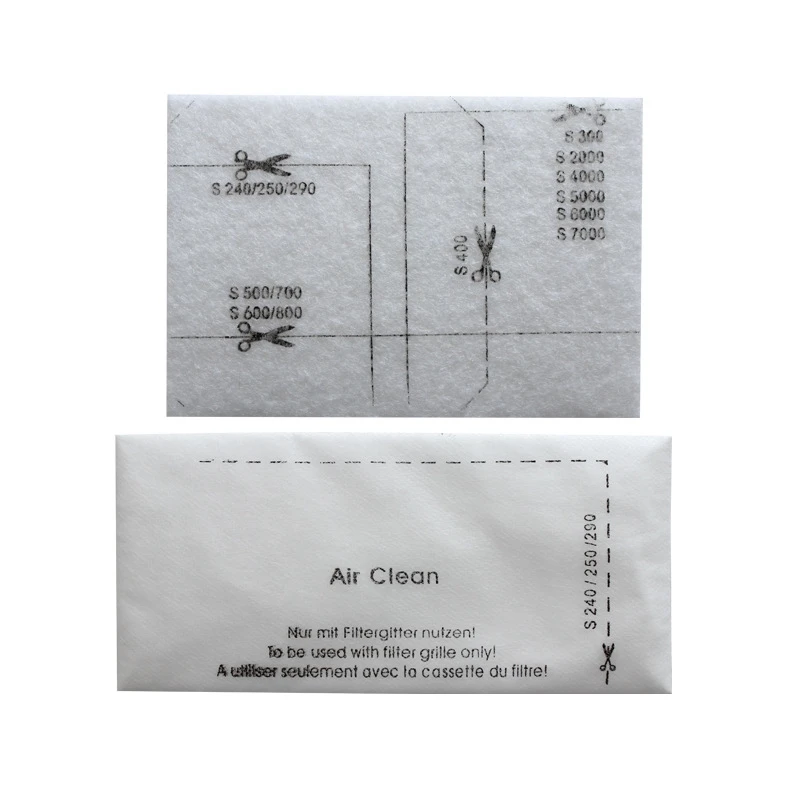 S 300
S 2000
S 4000
S 5000
S 6000
S 7000
S 240/250/290
S 400
S 500/700
S 600/800
Air Clean
Nur mit Filtergitter nutzen!
To be used with filter grille only!
A utiliser seulement avec la cassette du filtre!
S 240/250/290